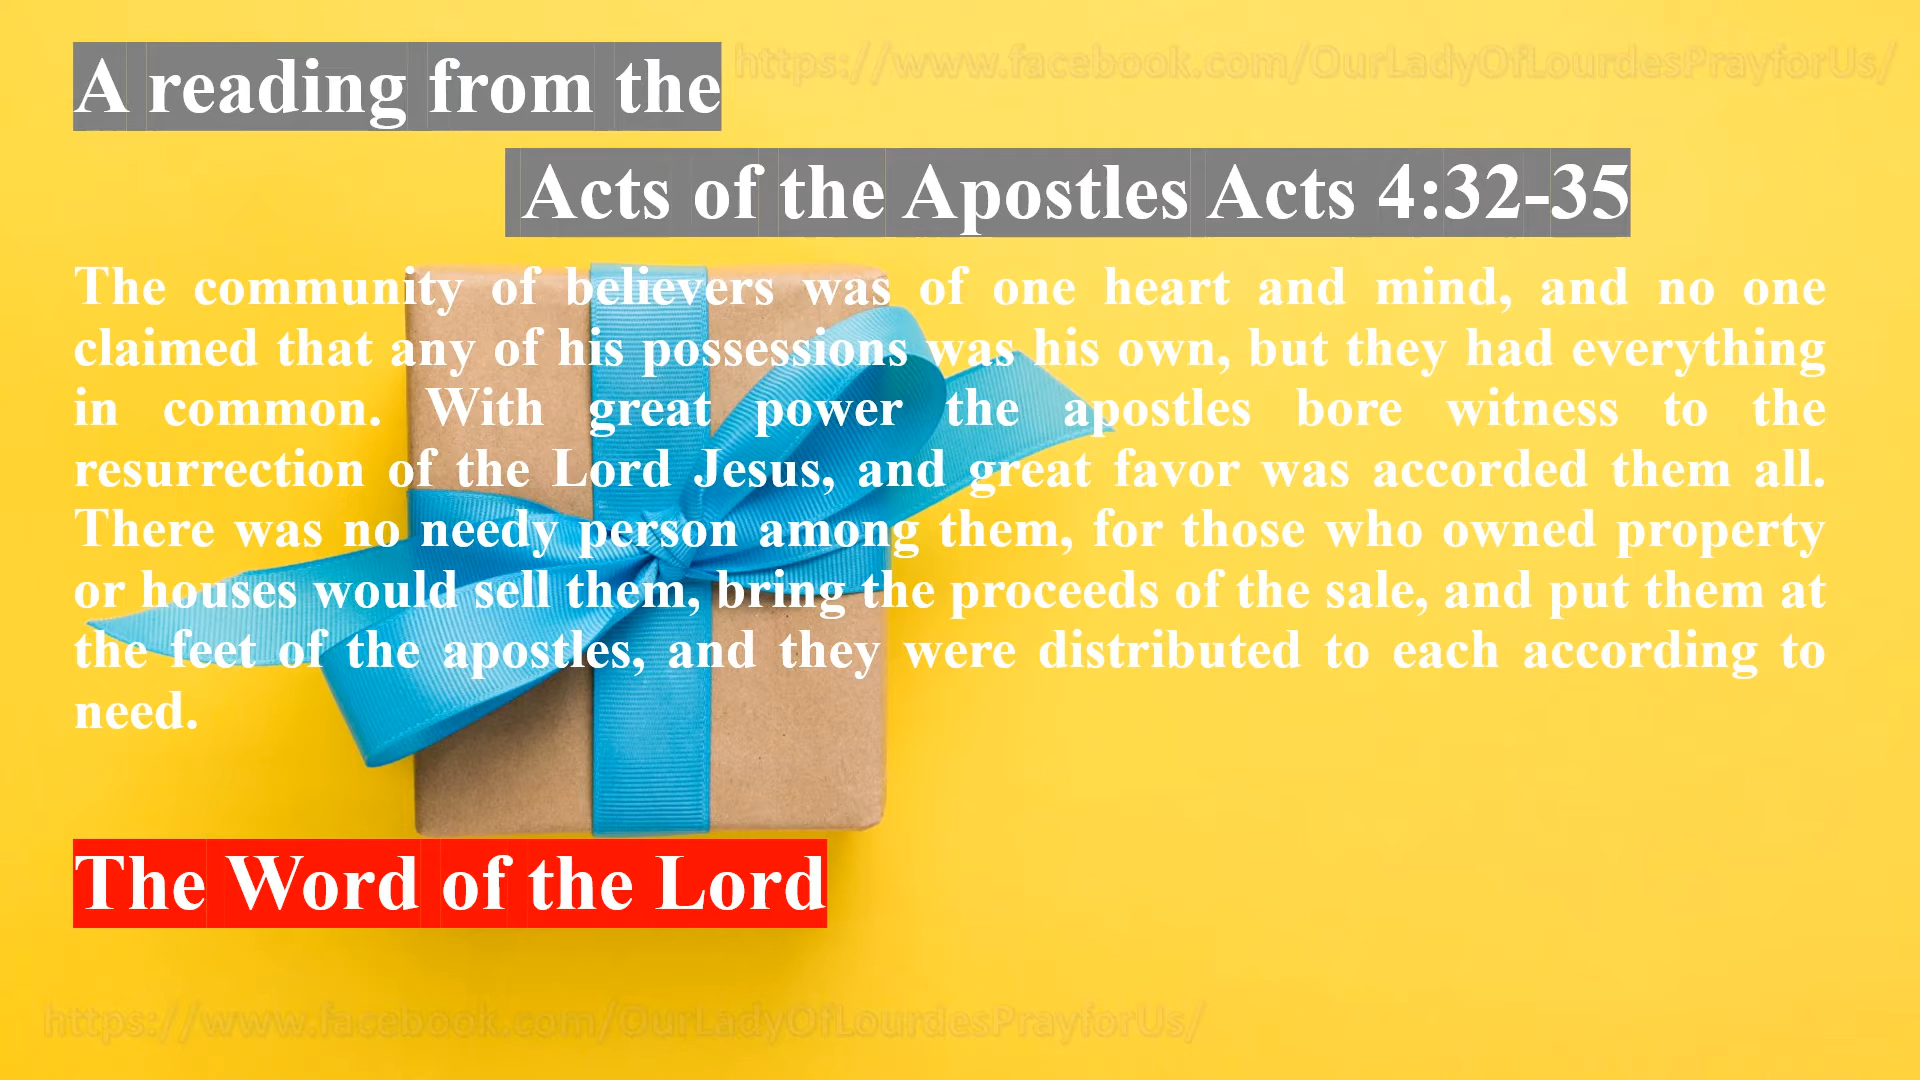 A reading from the
https://www.facebook.com/OurLadyOfLourdesPrayforUs/
Acts of the Apostles Acts 4:32-35
The community of believers was of one heart and mind, and no one
claimed that any of his possessions was his own, but they had everything
in common. With great power the apostles bore witness to the
resurrection of the Lord Jesus, and great favor was accorded them all.
There was no needy person among them, for those who owned property
or houses would sell them, bring the proceeds of the sale, and put them at
the feet of the apostles, and they were distributed to each according to
need.
The Word of the Lord
https://www.facebook.com/OurLadyOfLourdesPrayforUs/